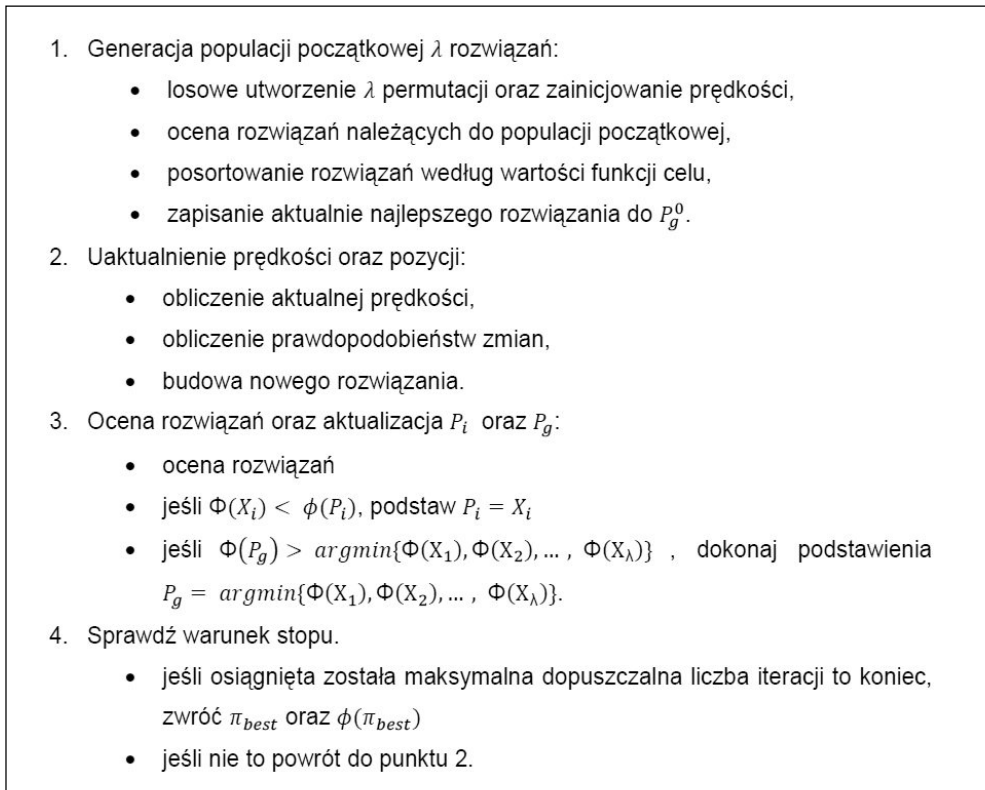 1. Generacja populacji początkowej λ rozwiązań:
• losowe utworzenie λ permutacji oraz zainicjowanie prędkości,
• ocena rozwiązań należących do populacji początkowej,
• posortowanie rozwiązań według wartości funkcji celu,
• zapisanie aktualnie najlepszego rozwiązania do $P_g^0$.
2. Uaktualnienie prędkości oraz pozycji:
• obliczenie aktualnej prędkości,
• obliczenie prawdopodobieństw zmian,
• budowa nowego rozwiązania.
3. Ocena rozwiązań oraz aktualizacja $P_i$ oraz $P_g$:
• ocena rozwiązań
• jeśli $Φ(X_i) < ϕ(P_i)$, podstaw $P_i = X_i$
• jeśli $Φ(P_g) > argmin\{Φ(X_1), Φ(X_2), … , Φ(X_λ)\}$ , dokonaj podstawienia
$P_g = argmin\{Φ(X_1), Φ(X_2), … , Φ(X_λ)\}$.
4. Sprawdź warunek stopu.
• jeśli osiągnięta została maksymalna dopuszczalna liczba iteracji to koniec,
zwróć $π_{best}$ oraz $ϕ(π_{best})$
• jeśli nie to powrót do punktu 2.